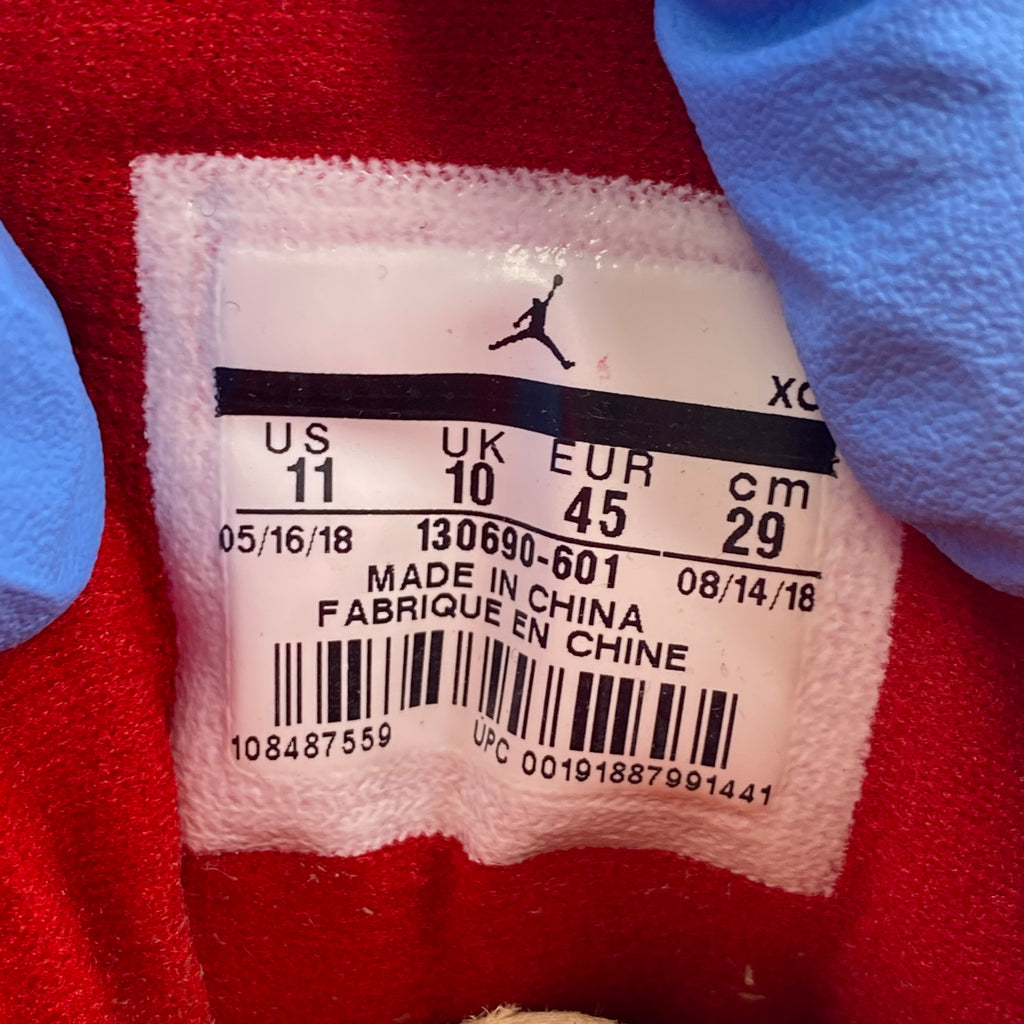 XC
US UK EUR cm
11 10 45 29
05/16/18 130690-601 08/14/18
MADE IN CHINA
FABRIQUE EN CHINE
108487559 UPC 00191887991441